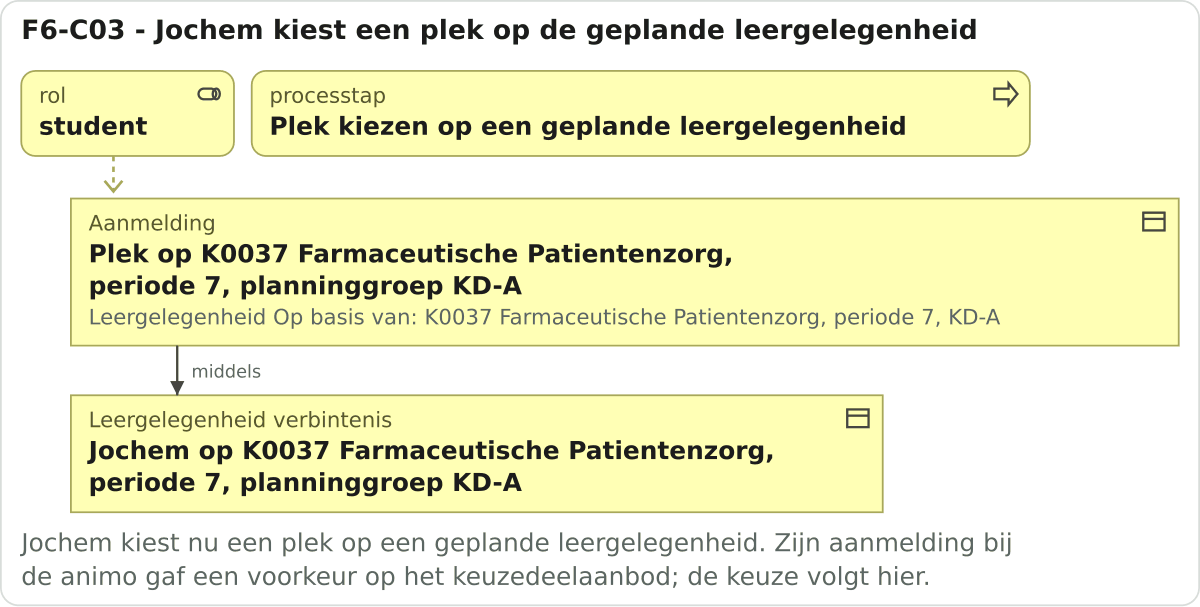 F6-C03 - Jochem kiest een plek op de geplande leergelegenheid
rol
student
processtap
Plek kiezen op een geplande leergelegenheid
Aanmelding
Plek op K0037 Farmaceutische Patientenzorg,
periode 7, planninggroep KD-A
Leergelegenheid Op basis van: K0037 Farmaceutische Patientenzorg, periode 7, KD-A
middels
Leergelegenheid verbintenis
Jochem op K0037 Farmaceutische Patientenzorg,
periode 7, planninggroep KD-A
Jochem kiest nu een plek op een geplande leergelegenheid. Zijn aanmelding bij
de animo gaf een voorkeur op het keuzedeelaanbod; de keuze volgt hier.